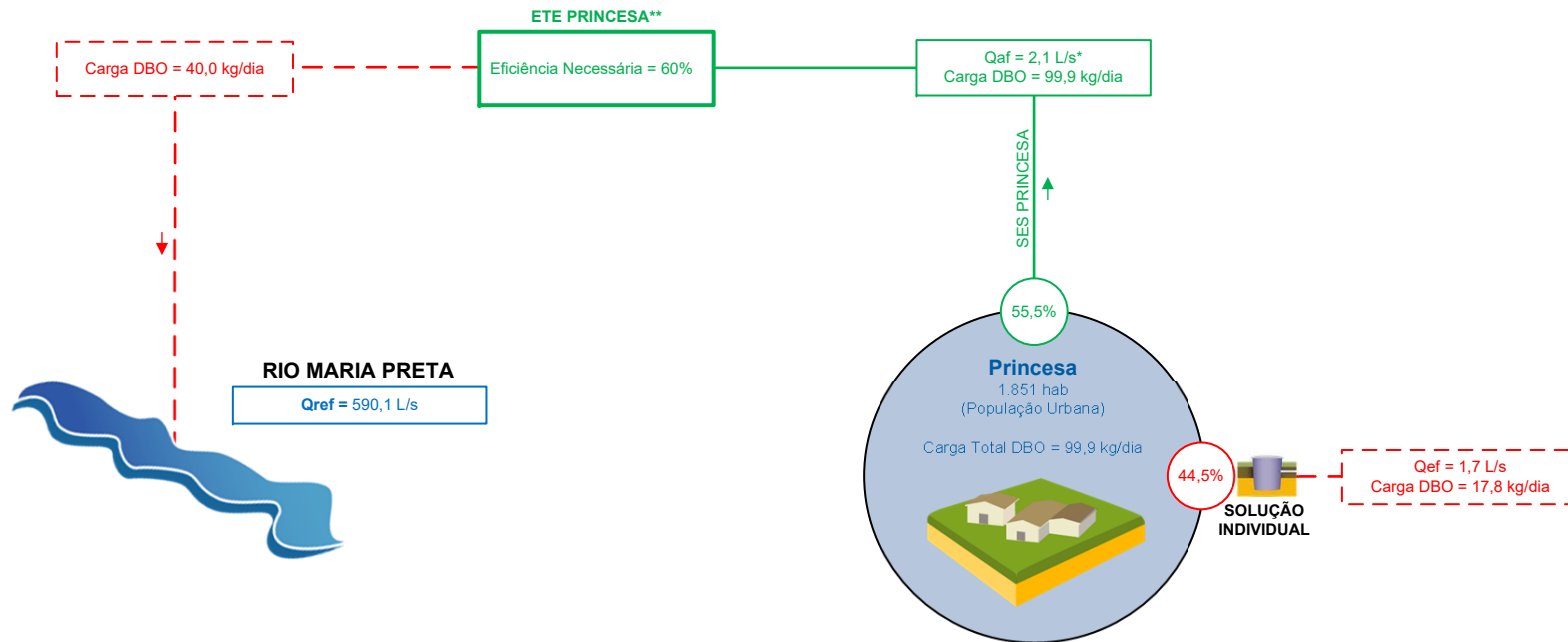 ETE PRINCESA**
Carga DBO = 40,0 kg/dia
Eficiência Necessária = 60%
Qaf = 2,1 L/s*
Carga DBO = 99,9 kg/dia
SES PRINCESA
55,5%
RIO MARIA PRETA
Qref = 590,1 L/s
Princesa
1.851 hab
(População Urbana)
Carga Total DBO = 99,9 kg/dia
44,5%
SOLUÇÃO
INDIVIDUAL
Qef = 1,7 L/s
Carga DBO = 17,8 kg/dia